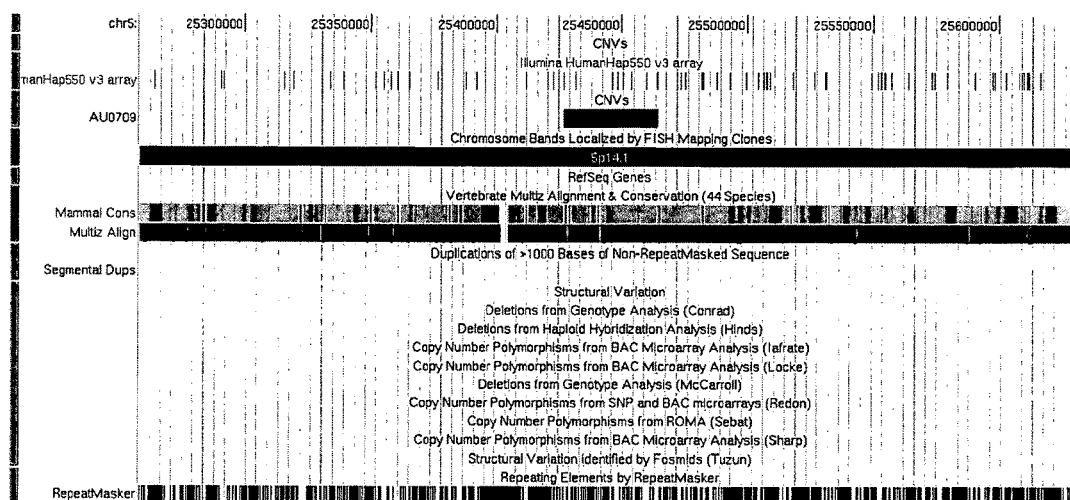 chr5: 25300000 25350000 25400000 25450000 25500000 25550000 25600000
CNVs
Illumina HumanHap550 v3 array
manHap550 v3 array
CNVs
AU0709
Chromosome Bands Localized by FISH Mapping Clones
5p14.1
RefSeq Genes
Vertebrate Multiz Alignment & Conservation (44 Species)
Mammal Cons
Multiz Align
Duplications of >1000 Bases of Non-RepeatMasked Sequence
Segmental Dups
Structural Variation
Deletions from Genotype Analysis (Conrad)
Deletions from Haploid Hybridization Analysis (Hinds)
Copy Number Polymorphisms from BAC Microarray Analysis (Iafrate)
Copy Number Polymorphisms from BAC Microarray Analysis (Locke)
Deletions from Genotype Analysis (McCarroll)
Copy Number Polymorphisms from SNP and BAC microarrays (Redon)
Copy Number Polymorphisms from ROMA (Sebat)
Copy Number Polymorphisms from BAC Microarray Analysis (Sharp)
Structural Variation Identified by Fosmids (Tuzun)
Repeating Elements by RepeatMasker
RepeatMasker